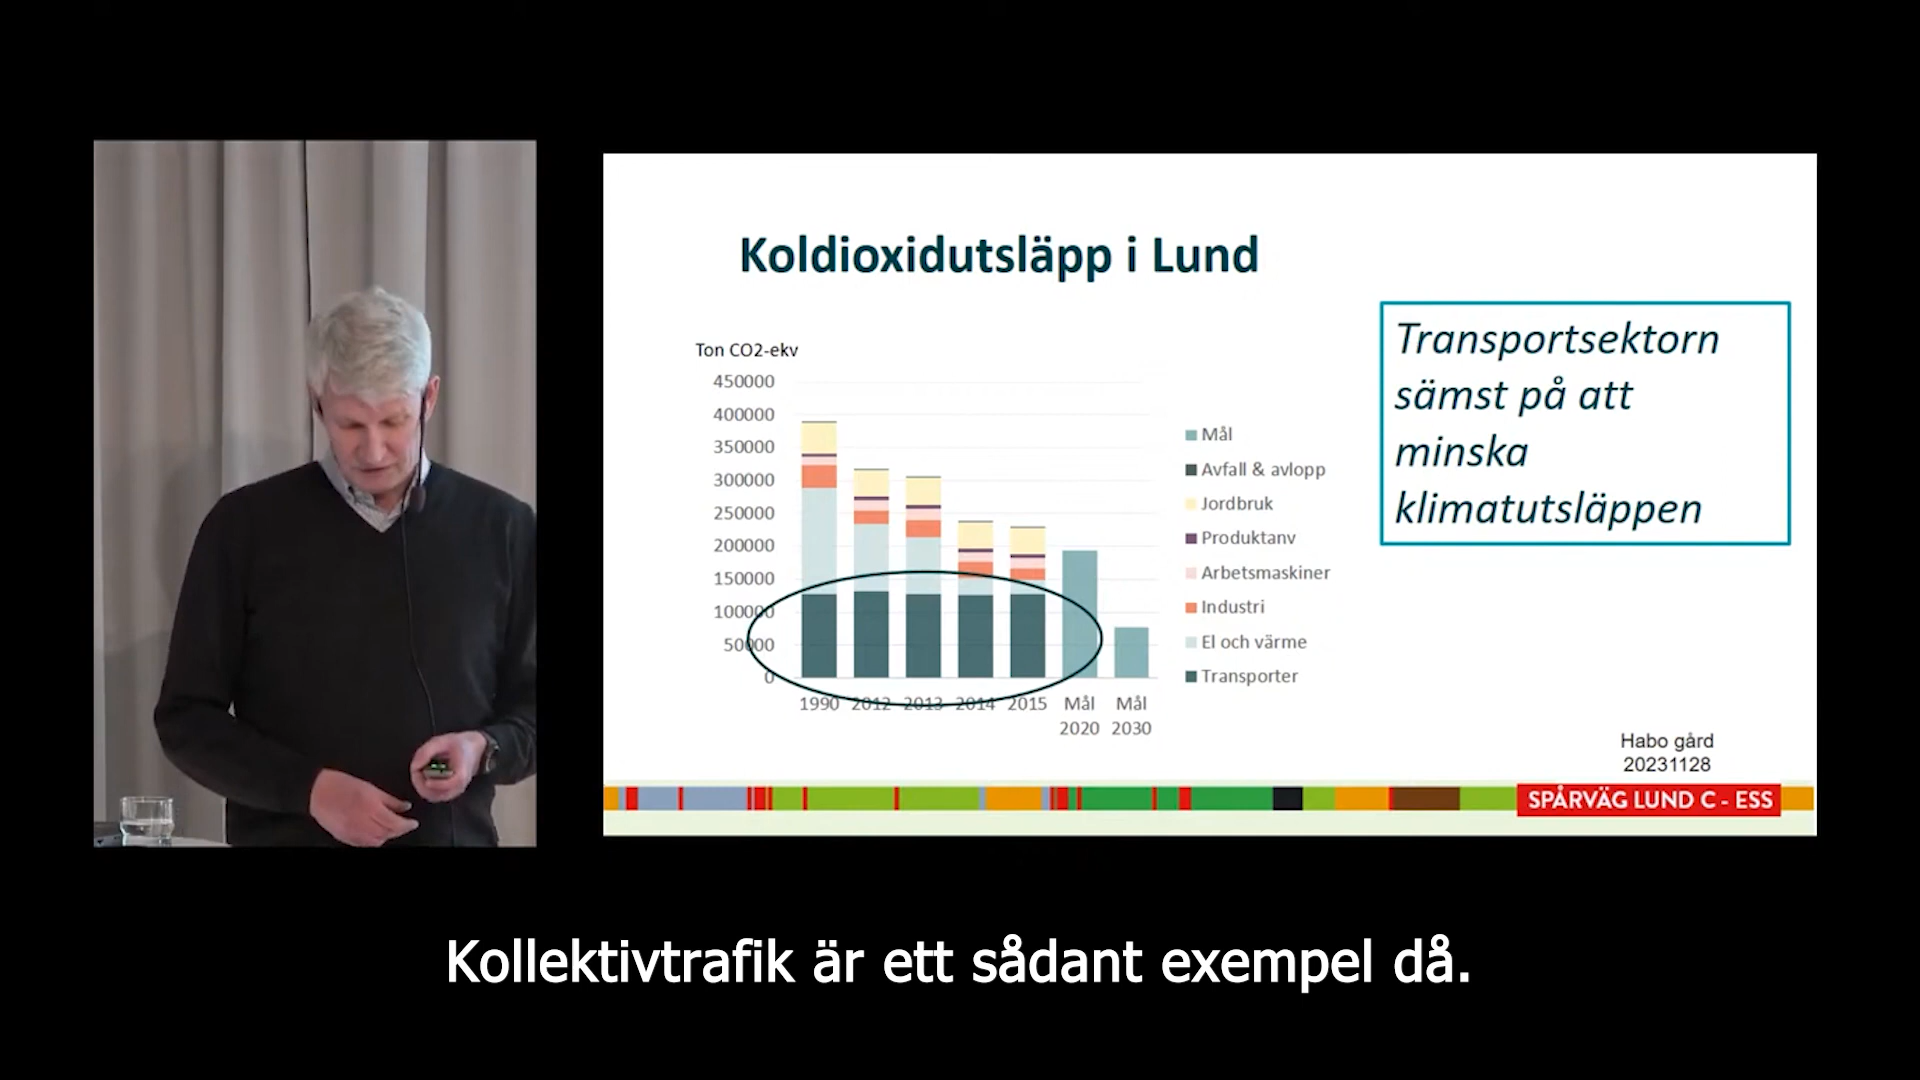 Koldioxidutsläpp i Lund
Transportsektorn
sämst på att
minska
klimatutsläppen
Ton CO2-ekv
450000
400000
350000
300000
250000
200000
150000
100000
50000
0
1990 2012 2013 2014 2015 Mål Mål
2020 2030
Mål
Avfall & avlopp
Jordbruk
Produktanv
Arbetsmaskiner
Industri
El och värme
Transporter
Habo gård
20231128
SPÅRVÄG LUND C - ESS
Kollektivtrafik är ett sådant exempel då.